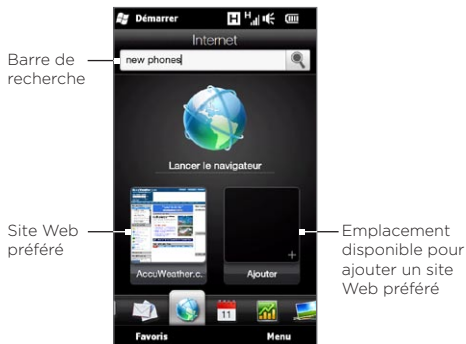 Démarrer
H H
Internet
new phones
Barre de
recherche
Lancer le navigateur
Site Web
préféré
Emplacement
disponible pour
ajouter un site
Web préféré
AccuWeather.c.
Ajouter
11
Favoris
Menu